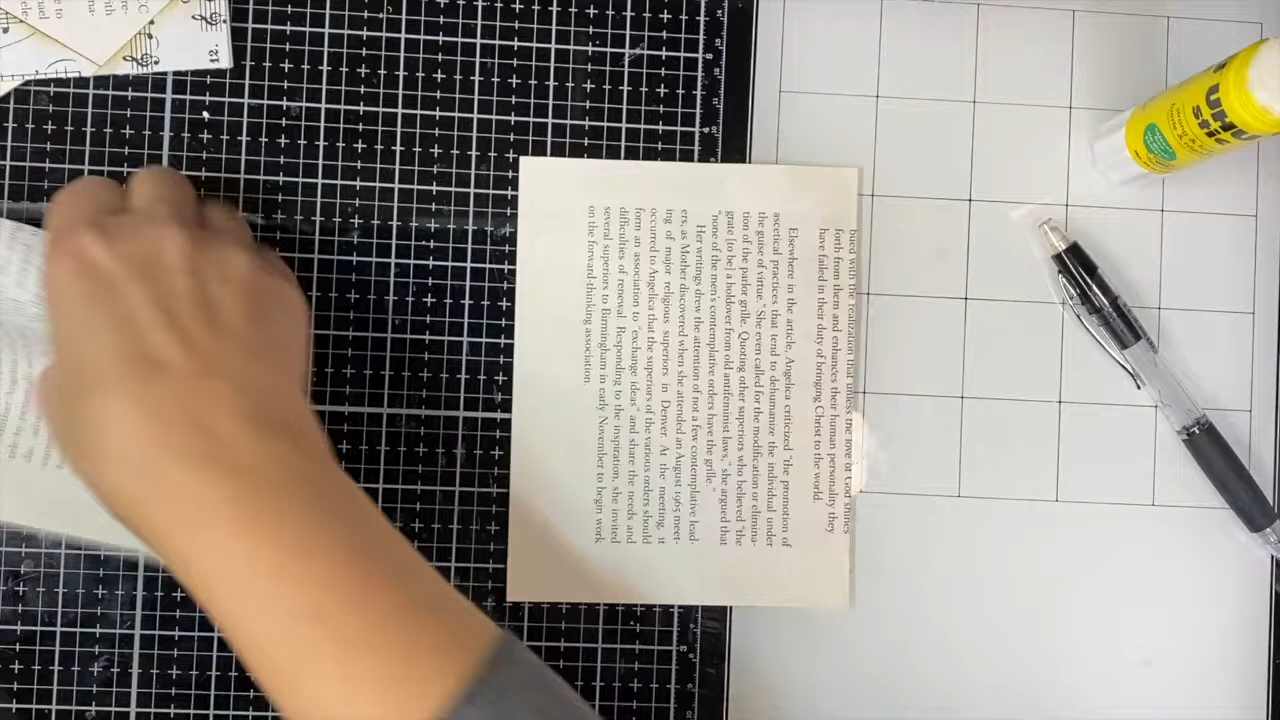 bued with the realization that unless the love of God shines
forth from them and enhances their human personality they
have failed in their duty of bringing Christ to the world.
Elsewhere in the article, Angelica criticized "the promotion of
ascetical practices that tend to dehumanize the individual under
the guise of virtue." She even called for the modification or elimina-
tion of the parlor grille. Quoting other superiors who believed "the
grate [to be] a holdover from old antifeminist laws," she argued that
"none of the men's contemplative orders have the grille."
Her writings drew the attention of not a few contemplative lead-
ers, as Mother discovered when she attended an August 1965 meet-
ing of major religious superiors in Denver. At the meeting, it
occurred to Angelica that the superiors of the various orders should
form an association to "exchange ideas" and share the needs and
difficulties of renewal. Responding to the inspiration, she invited
several superiors to Birmingham in early November to begin work
on the forward-thinking association.
UHU
stic
12.